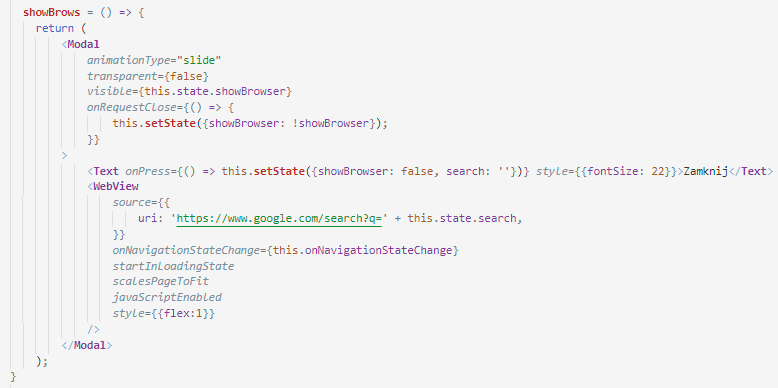 showBrows = () => {
return (
<Modal
animationType="slide"
transparent={false}
visible={this.state.showBrowser}
onRequestClose={() => {
this.setState({showBrowser: !showBrowser});
}}
>
<Text onPress={() => this.setState({showBrowser: false, search: ''})} style={{fontSize: 22}}>Zamknij</Text>
<WebView
source={{
uri: 'https://www.google.com/search?q=' + this.state.search,
}}
onNavigationStateChange={this.onNavigationStateChange}
startInLoadingState
scalesPageToFit
javaScriptEnabled
style={{flex:1}}
/>
</Modal>
);
}